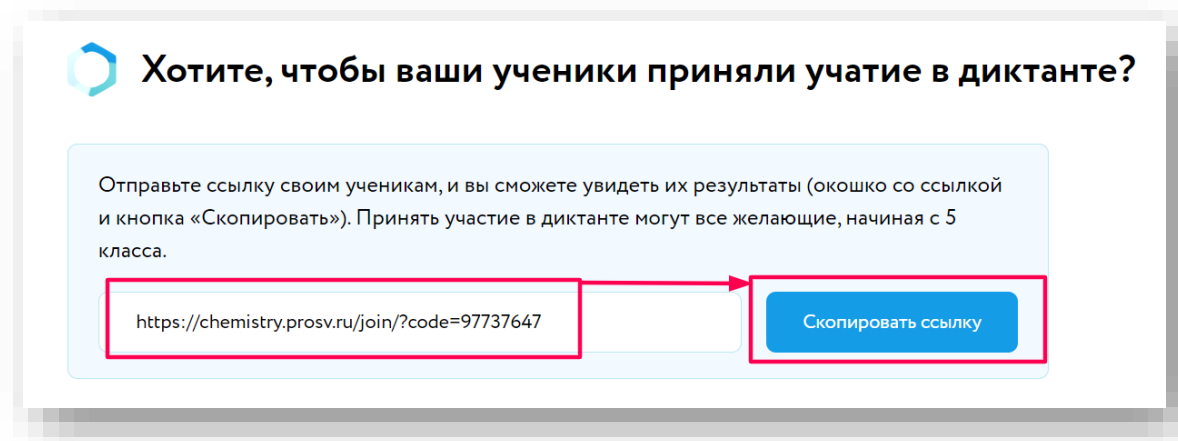 Хотите, чтобы ваши ученики приняли учатие в диктанте?
Отправьте ссылку своим ученикам, и вы сможете увидеть их результаты (окошко со ссылкой
и кнопка «Скопировать»). Принять участие в диктанте могут все желающие, начиная с 5
класса.
https://chemistry.prosv.ru/join/?code=97737647
Скопировать ссылку